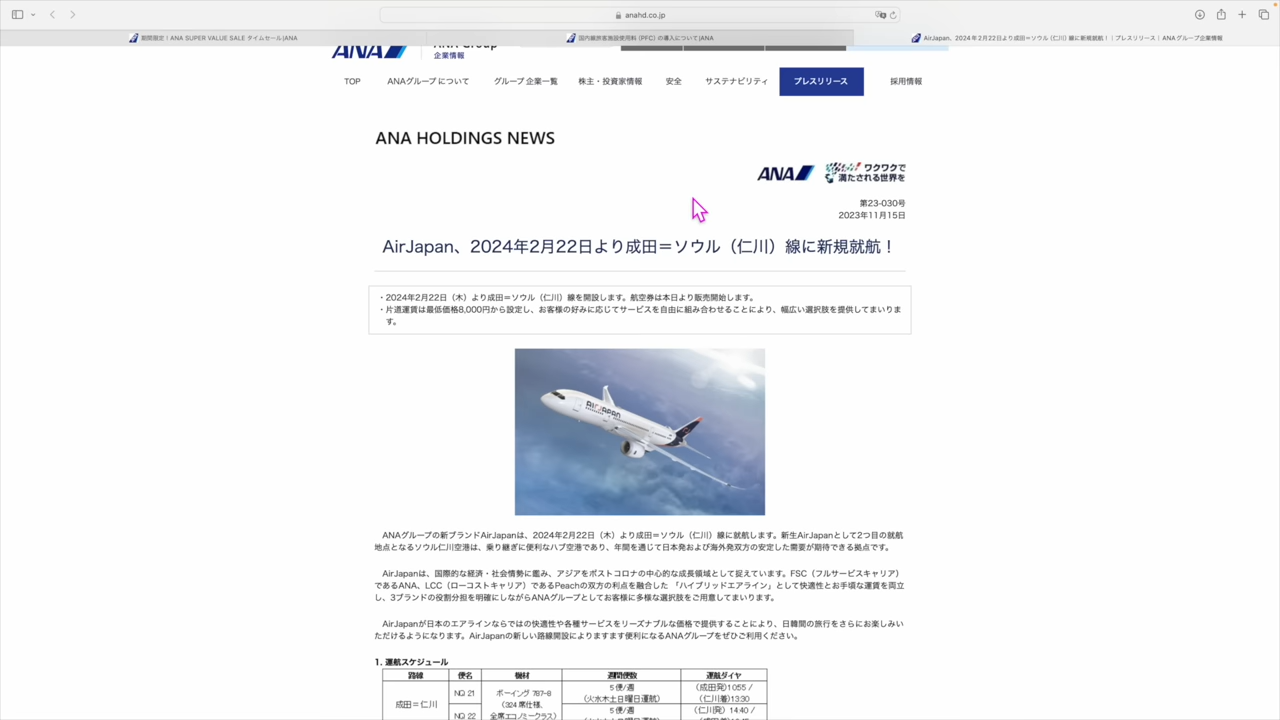 anahd.co.jp
期間限定！ANA SUPER VALUE SALE タイムセール|ANA
国内線旅客施設使用料 (PFC) の導入について|ANA
AirJapan、2024年2月22日より成田＝ソウル（仁川）線に新規就航！｜プレスリリース｜ANAグループ企業情報
ANA
ANA Group
企業情報
TOP ANAグループについて グループ企業一覧 株主・投資家情報 安全 サステナビリティ プレスリリース 採用情報
ANA HOLDINGS NEWS
ANA ワクワクで
満たされる世界を
第23-030号
2023年11月15日
AirJapan、2024年2月22日より成田＝ソウル（仁川）線に新規就航！
・2024年2月22日（木）より成田＝ソウル（仁川）線を開設します。航空券は本日より販売開始します。
・片道運賃は最低価格8,000円から設定し、お客様の好みに応じてサービスを自由に組み合わせることにより、幅広い選択肢を提供してまいりま
す。
AIRJAPAN
ANAグループの新ブランドAirJapanは、2024年2月22日（木）より成田＝ソウル（仁川）線に就航します。新生AirJapanとして2つ目の就航
地点となるソウル仁川空港は、乗り継ぎに便利なハブ空港であり、年間を通じて日本発および海外発双方の安定した需要が期待できる拠点です。
AirJapanは、国際的な経済・社会情勢に鑑み、アジアをポストコロナの中心的な成長領域として捉えています。FSC（フルサービスキャリア）
であるANA、LCC（ローコストキャリア）であるPeachの双方の利点を融合した 「ハイブリッドエアライン」として快適性とお手頃な運賃を両立
し、3ブランドの役割分担を明確にしながらANAグループとしてお客様に多様な選択肢をご用意してまいります。
AirJapanが日本のエアラインならではの快適性や各種サービスをリーズナブルな価格で提供することにより、日韓間の旅行をさらにお楽しみい
ただけるようになります。AirJapanの新しい路線開設によりますます便利になるANAグループをぜひご利用ください。
1. 運航スケジュール
路線 便名 機材 週間便数 運航ダイヤ
成田＝仁川 NQ 21 ボーイング 787-8 5便/週 （成田発）10:55 /
（324席仕様、 （火水木土日曜日運航） （仁川着）13:30
NQ 22 全席エコノミークラス） 5便/週 （仁川発）14:40 /